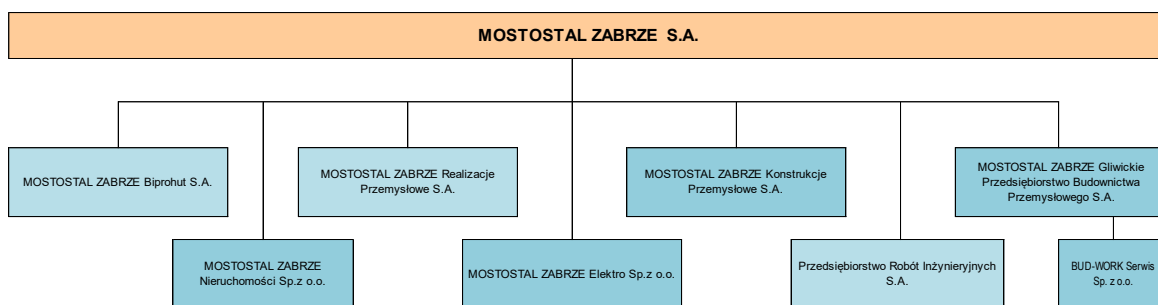 MOSTOSTAL ZABRZE S.A.
MOSTOSTAL ZABRZE Biprohut S.A.
MOSTOSTAL ZABRZE Realizacje
Przemysłowe S.A.
MOSTOSTAL ZABRZE Konstrukcje
Przemysłowe S.A.
MOSTOSTAL ZABRZE Gliwickie
Przedsiębiorstwo Budownictwa
Przemysłowego S.A.
MOSTOSTAL ZABRZE
Nieruchomości Sp.z o.o.
MOSTOSTAL ZABRZE Elektro Sp.z o.o.
Przedsiębiorstwo Robót Inżynieryjnych
S.A.
BUD-WORK Serwis
Sp. z o.o.